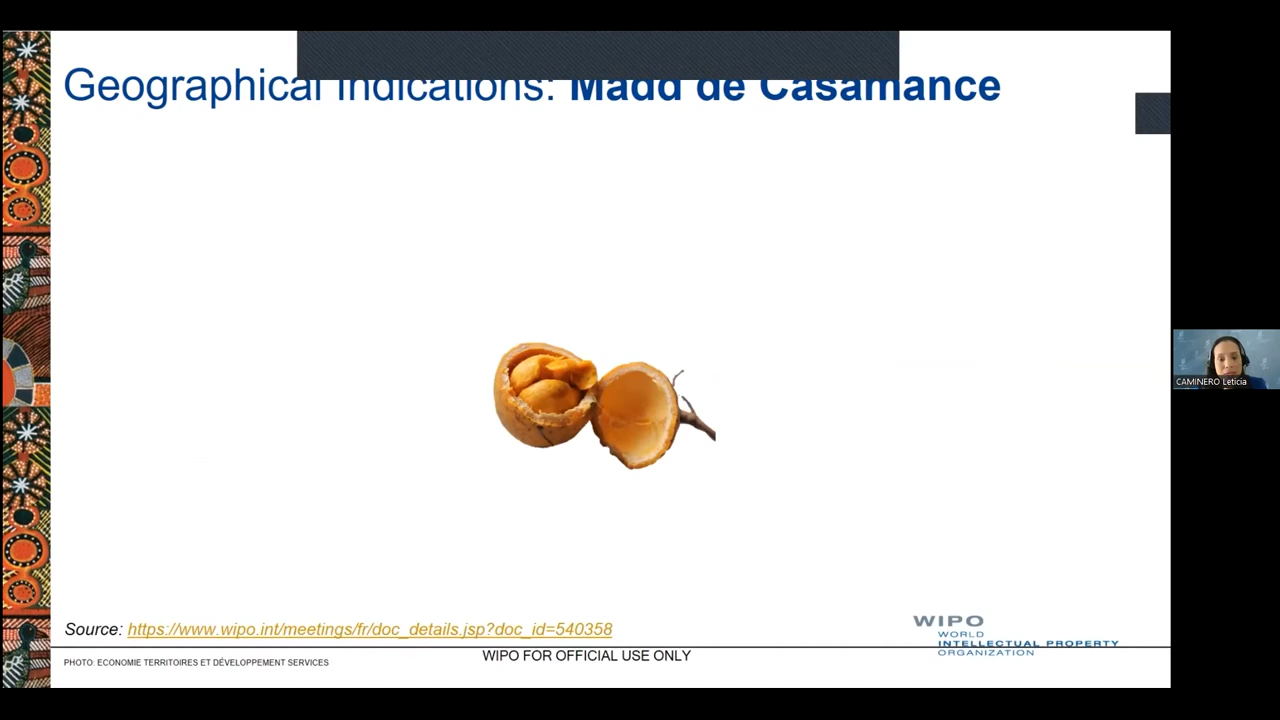 Geographical Indications: Madd de Casamance
CAMINERO Leticia
Source: https://www.wipo.int/meetings/fr/doc_details.jsp?doc_id=540358
WIPO
WORLD
INTELLECTUAL PROPERTY
ORGANIZATION
WIPO FOR OFFICIAL USE ONLY
PHOTO: ECONOMIE TERRITOIRES ET DÉVELOPPEMENT SERVICES